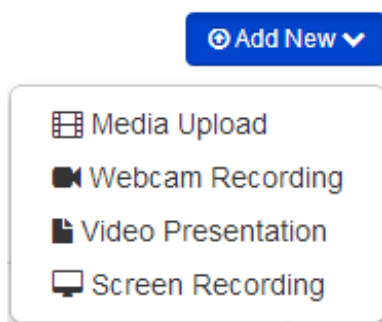 Add New
Media Upload
Webcam Recording
Video Presentation
Screen Recording